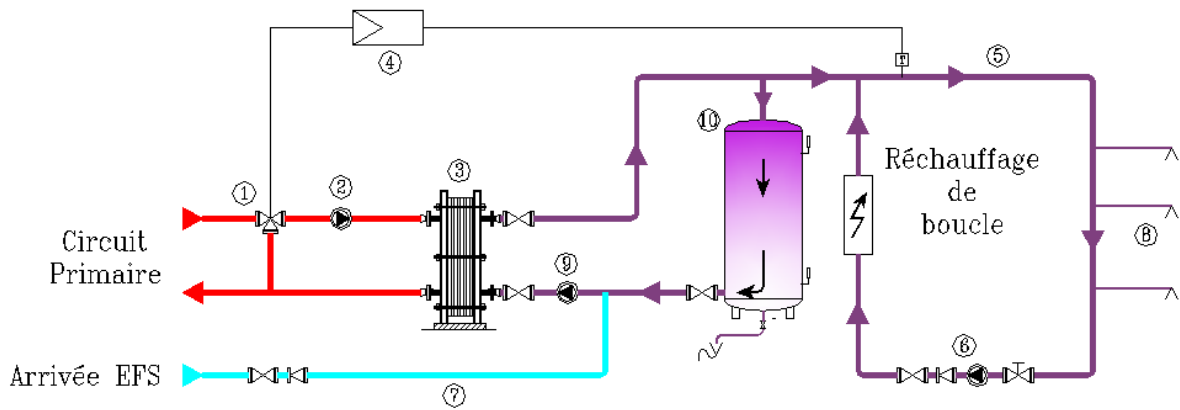 ④
⑤
T
⑩
③
②
①
Réchauffage
de
boucle
Circuit
Primaire
⑧
⑨
⑥
Arrivée EFS
⑦